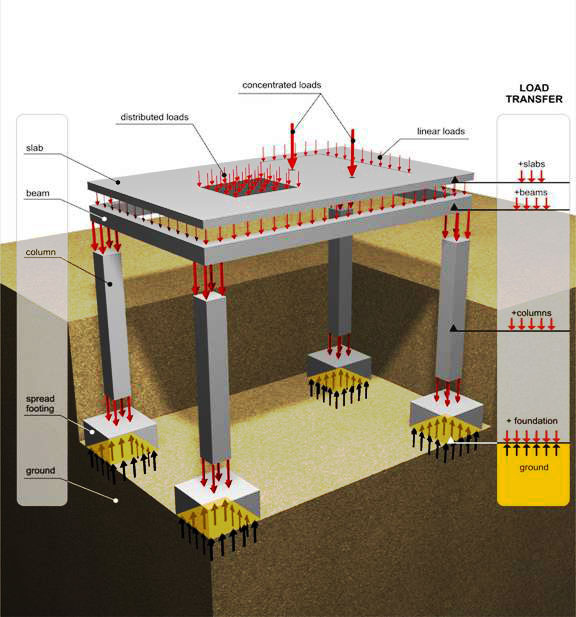 LOAD
TRANSFER
concentrated loads
distributed loads
linear loads
slab
beam
column
spread
footing
ground
+slabs
+beams
+columns
+ foundation
ground